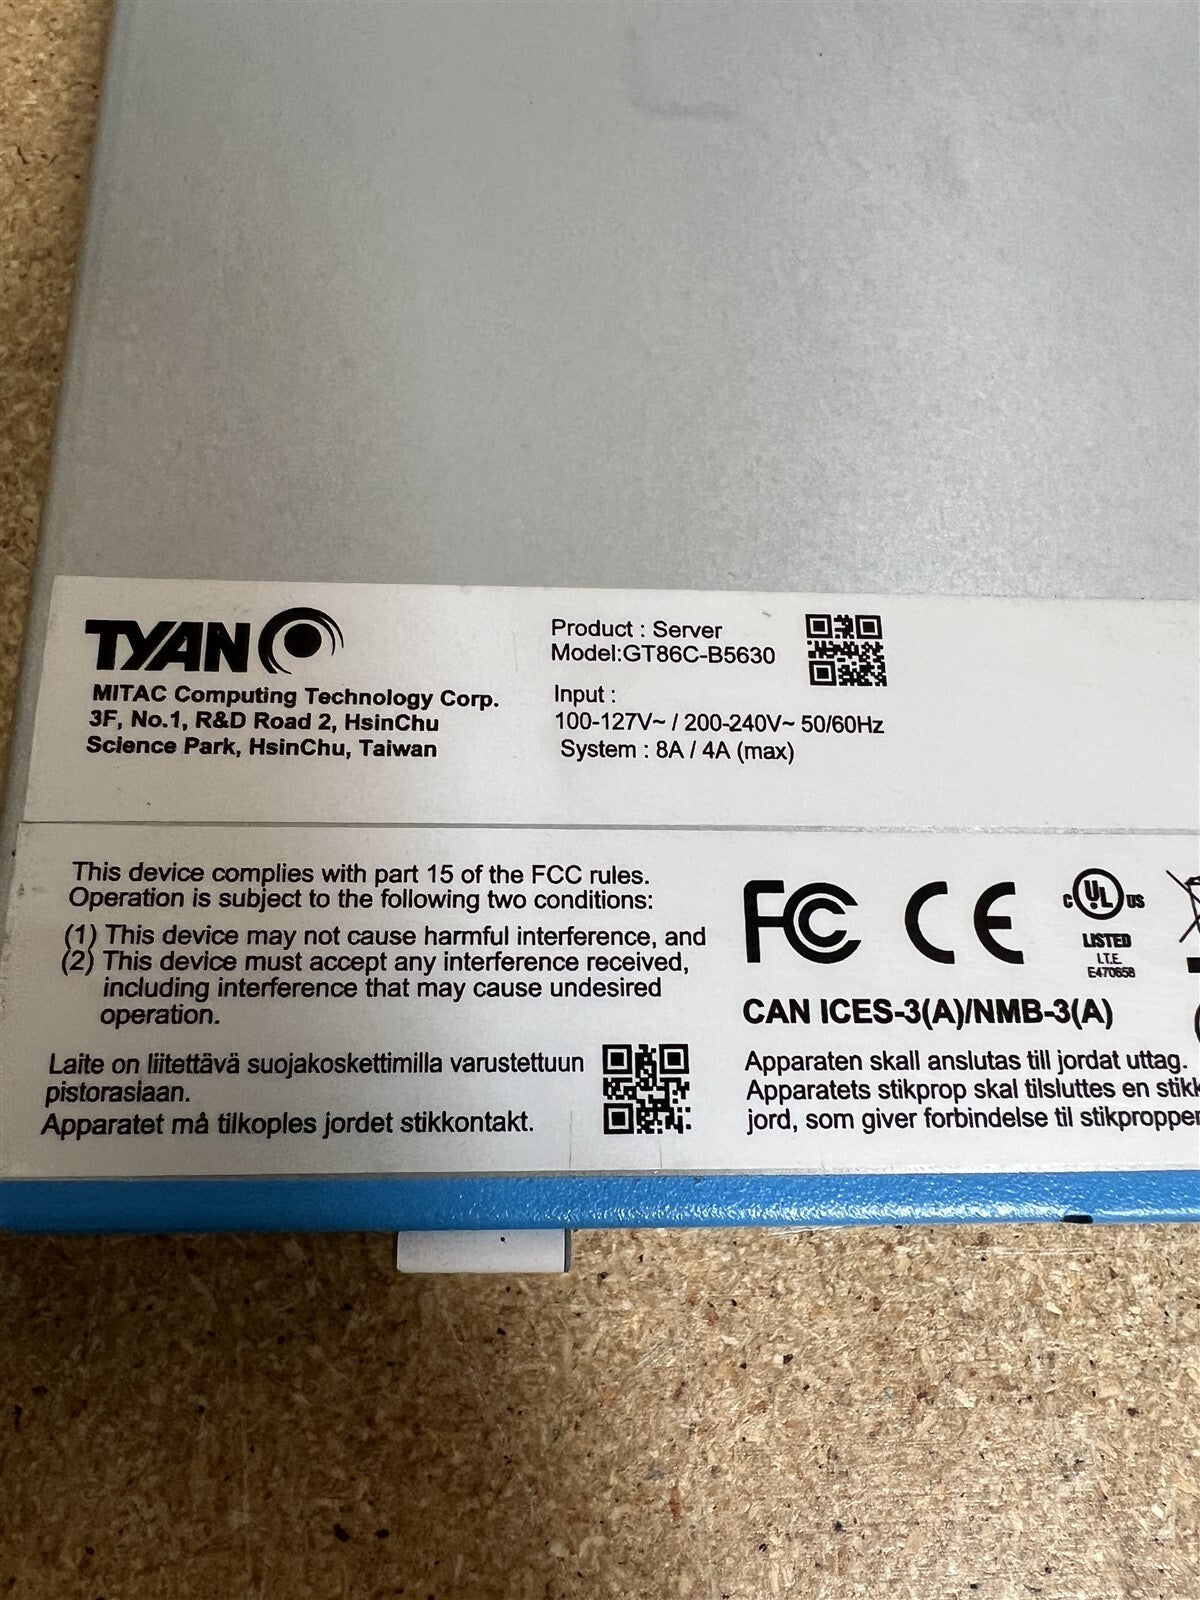 TYAN
MITAC Computing Technology Corp.
3F, No.1, R&D Road 2, HsinChu
Science Park, HsinChu, Taiwan
Product : Server
Model:GT86C-B5630
Input :
100-127V~ / 200-240V~ 50/60Hz
System : 8A / 4A (max)
This device complies with part 15 of the FCC rules.
Operation is subject to the following two conditions:
(1) This device may not cause harmful interference, and
(2) This device must accept any interference received,
including interference that may cause undesired
operation.
Laite on liitettävä suojakoskettimilla varustettuun
pistorasiaan.
Apparatet må tilkoples jordet stikkontakt.
FC CE
c UL us
LISTED
I.T.E.
E470658
CAN ICES-3(A)/NMB-3(A)
Apparaten skall anslutas till jordat uttag.
Apparatets stikprop skal tilsluttes en stikk
jord, som giver forbindelse til stikpropper